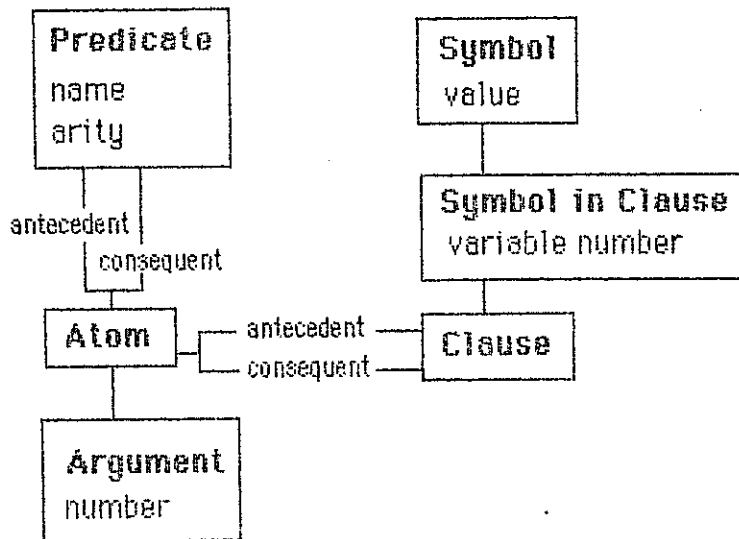 Predicate
name
arity
Symbol
value
antecedent
consequent
Symbol in Clause
variable number
Atom
antecedent
consequent
Clause
Argument
number